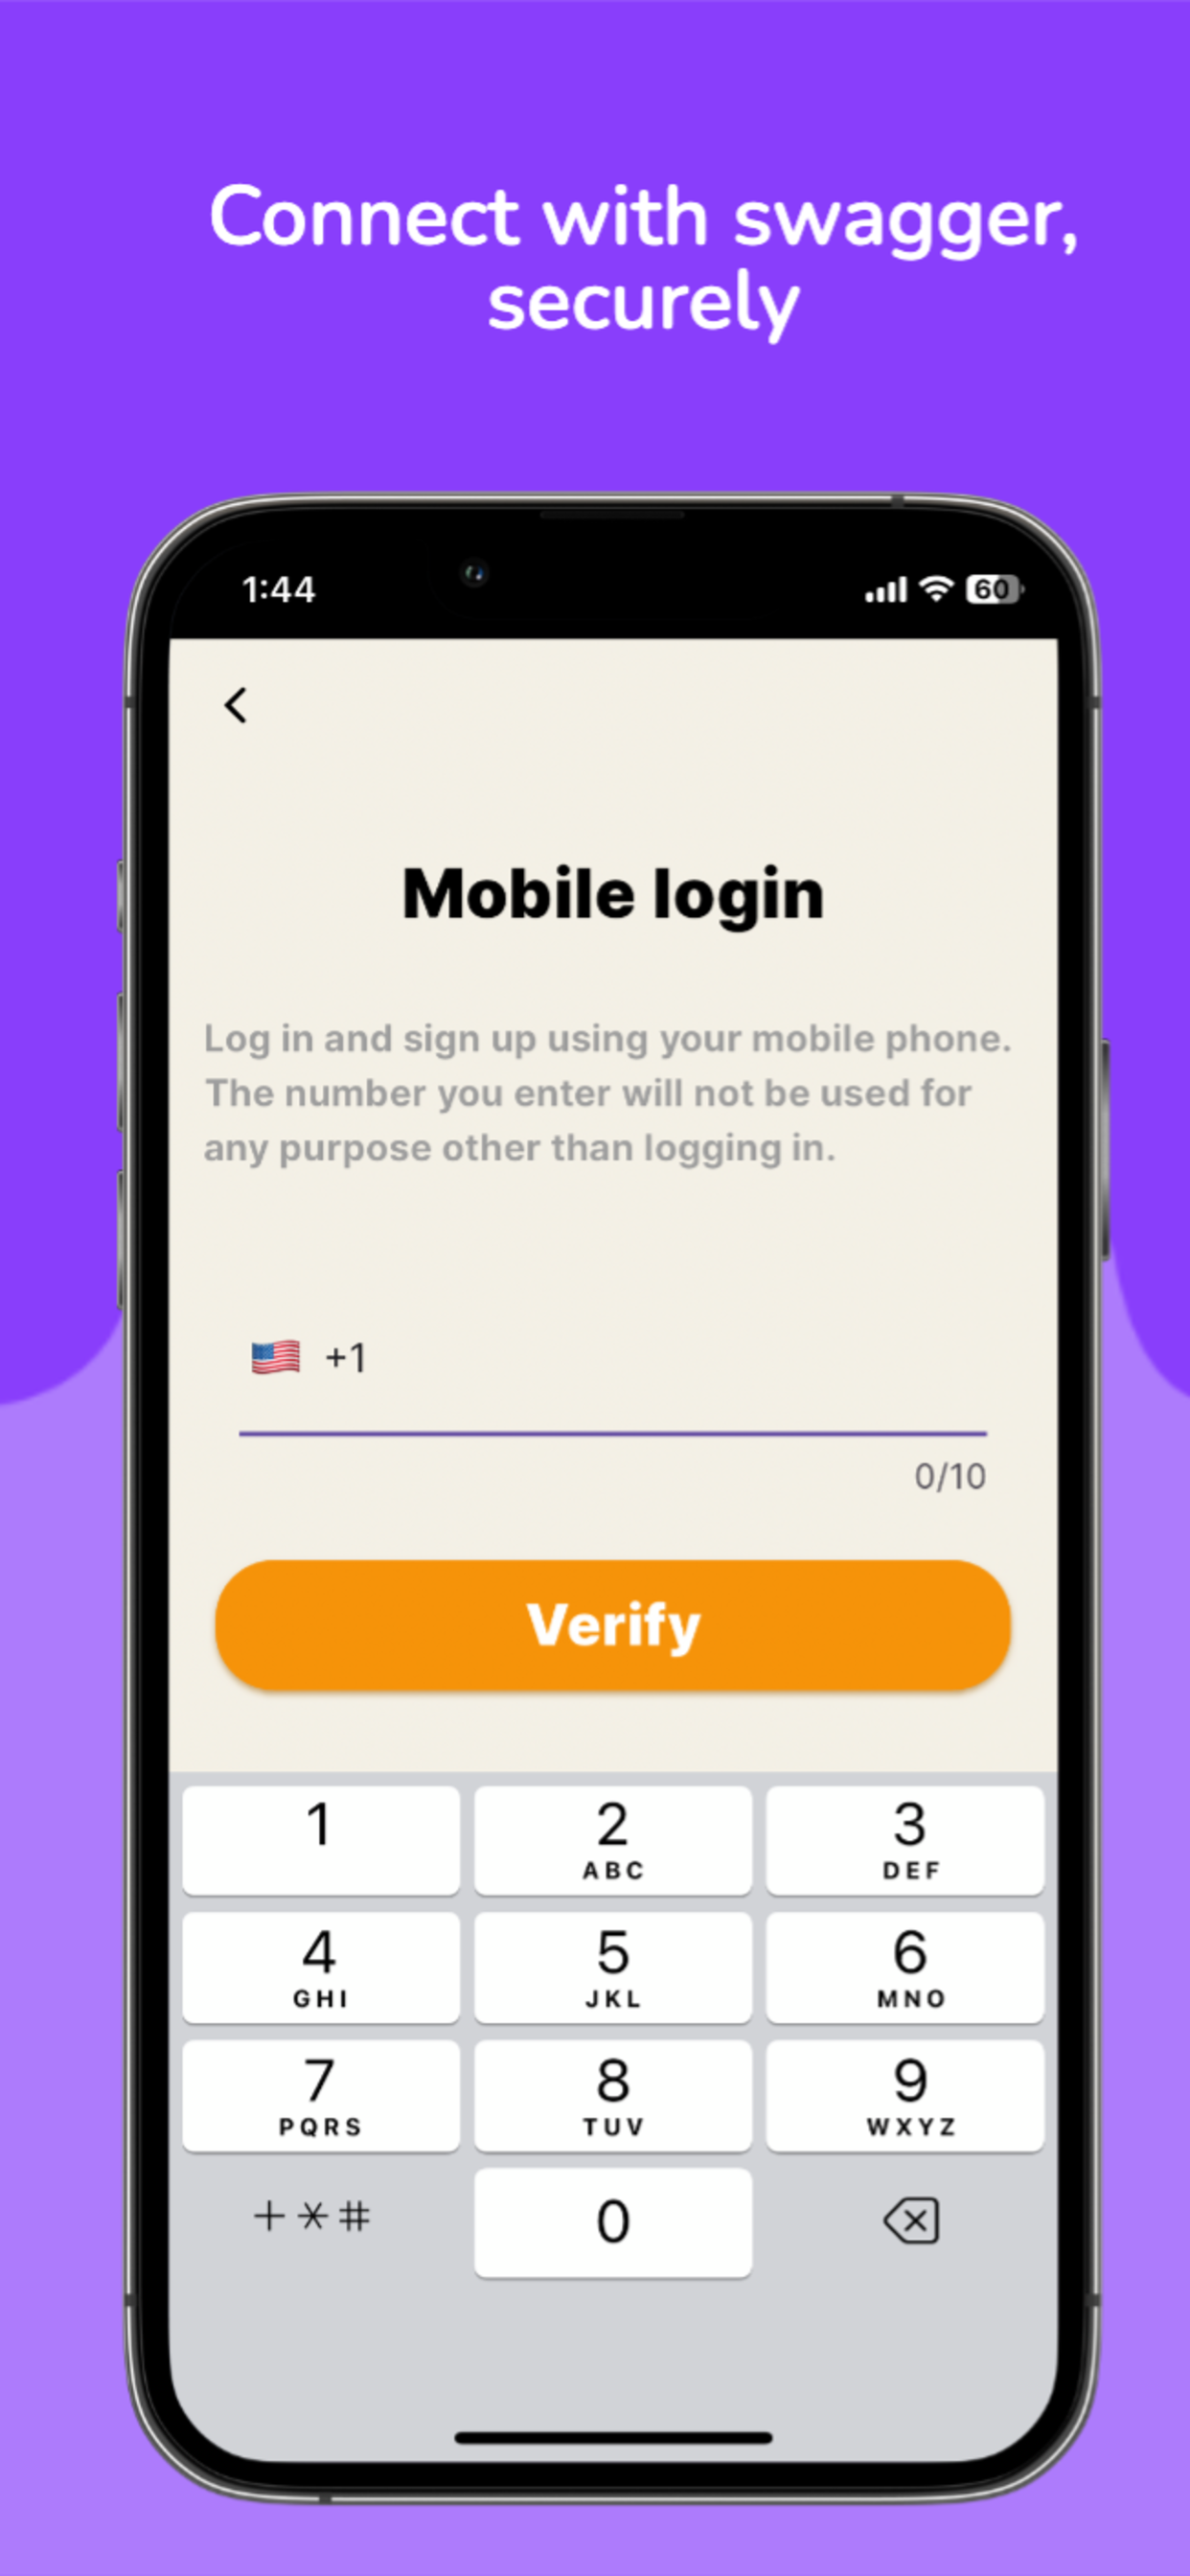 Connect with swagger,
securely
1:44
60
Mobile login
Log in and sign up using your mobile phone.
The number you enter will not be used for
any purpose other than logging in.
🇺🇸 +1
0/10
Verify
1 2 3
ABC DEF
4 5 6
GHI JKL MNO
7 8 9
PQRS TUV WXYZ
+*# 0